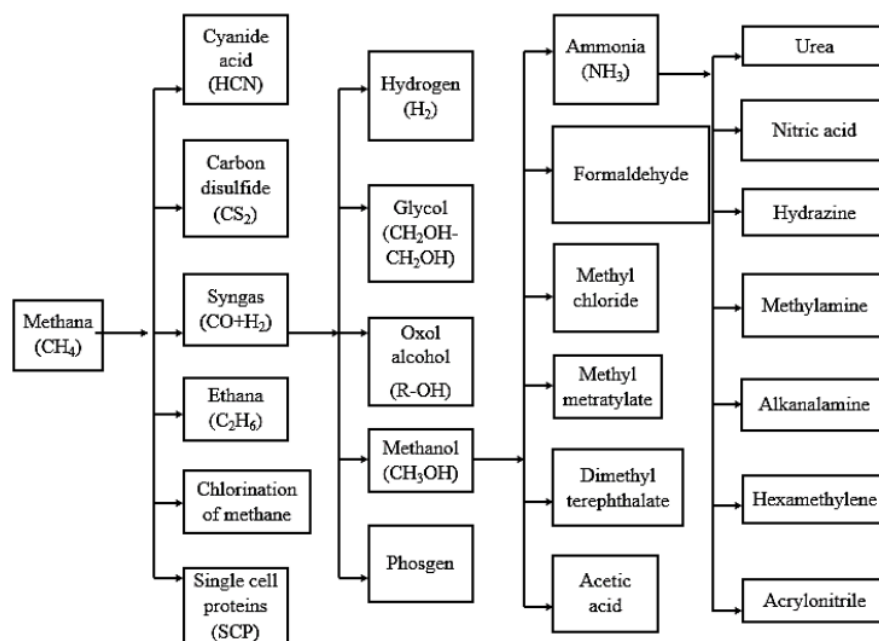 Methana
(CH₄)
Cyanide
acid
(HCN)
Carbon
disulfide
(CS₂)
Syngas
(CO+H₂)
Ethana
(C₂H₆)
Chlorination
of methane
Single cell
proteins
(SCP)
Hydrogen
(H₂)
Glycol
(CH₂OH-
CH₂OH)
Oxol
alcohol
(R-OH)
Methanol
(CH₃OH)
Phosgen
Ammonia
(NH₃)
Formaldehyde
Methyl
chloride
Methyl
metratylate
Dimethyl
terephthalate
Acetic
acid
Urea
Nitric acid
Hydrazine
Methylamine
Alkanalamine
Hexamethylene
Acrylonitrile